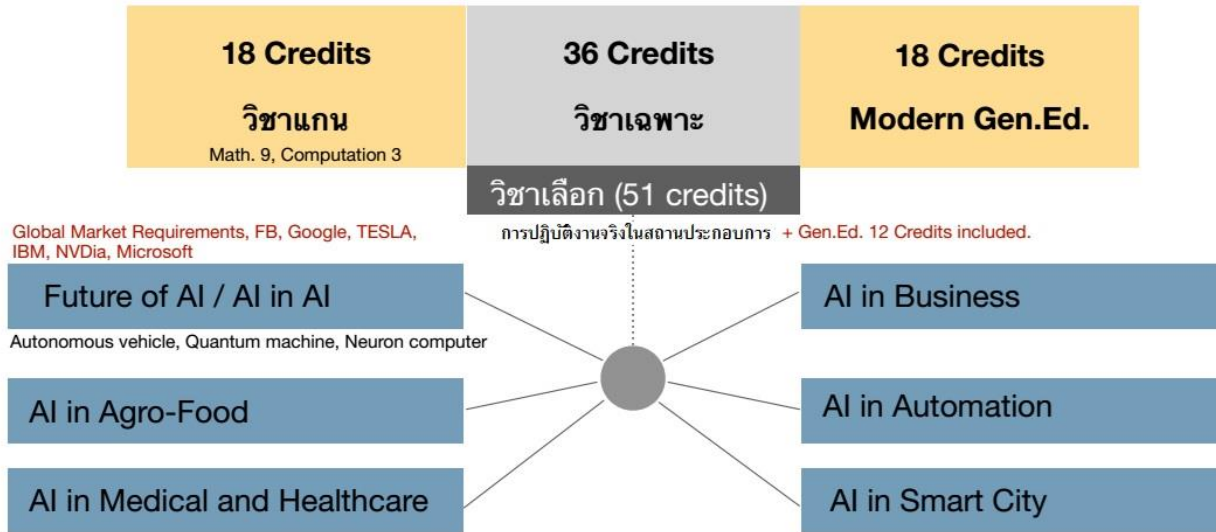 18 Credits
36 Credits
18 Credits
วิชาแกน
วิชาเฉพาะ
Modern Gen.Ed.
Math. 9, Computation 3
วิชาเลือก (51 credits)
Global Market Requirements, FB, Google, TESLA,
IBM, NVDia, Microsoft
การปฏิบัติงานจริงในสถานประกอบการ + Gen.Ed. 12 Credits included.
Future of AI / AI in AI
AI in Business
Autonomous vehicle, Quantum machine, Neuron computer
AI in Agro-Food
AI in Automation
AI in Medical and Healthcare
AI in Smart City